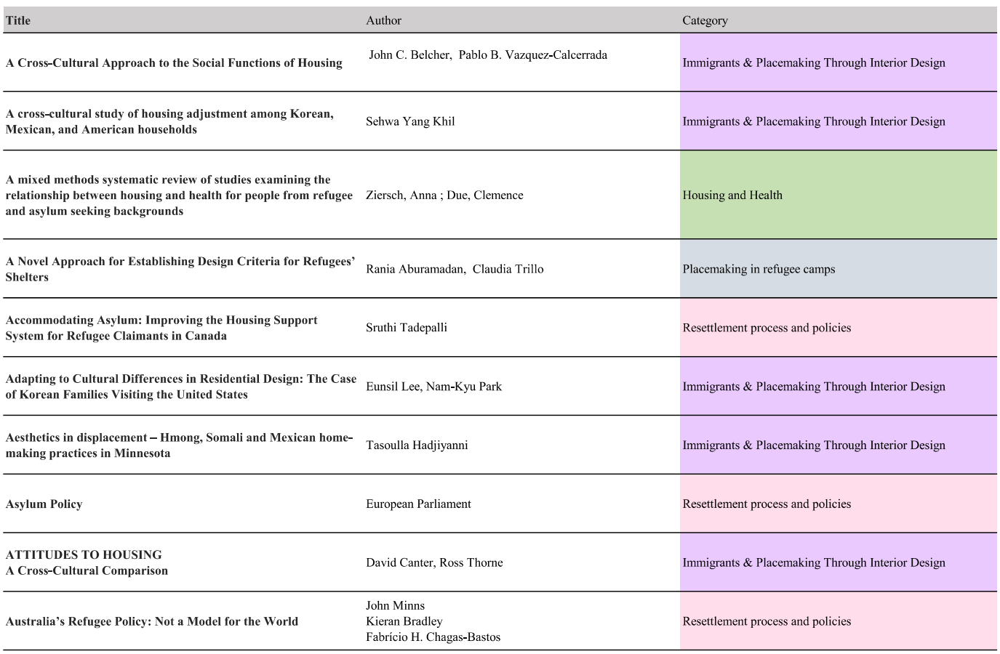 Title Author Category
A Cross-Cultural Approach to the Social Functions of Housing John C. Belcher, Pablo B. Vazquez-Calcerrada Immigrants & Placemaking Through Interior Design
A cross-cultural study of housing adjustment among Korean,
Mexican, and American households
Sehwa Yang Khil
Immigrants & Placemaking Through Interior Design
A mixed methods systematic review of studies examining the
relationship between housing and health for people from refugee
and asylum seeking backgrounds
Ziersch, Anna ; Due, Clemence
Housing and Health
A Novel Approach for Establishing Design Criteria for Refugees’
Shelters
Rania Aburamadan, Claudia Trillo
Placemaking in refugee camps
Accommodating Asylum: Improving the Housing Support
System for Refugee Claimants in Canada
Sruthi Tadepalli
Resettlement process and policies
Adapting to Cultural Differences in Residential Design: The Case
of Korean Families Visiting the United States
Eunsil Lee, Nam-Kyu Park
Immigrants & Placemaking Through Interior Design
Aesthetics in displacement – Hmong, Somali and Mexican home-
making practices in Minnesota
Tasoulla Hadjiyanni
Immigrants & Placemaking Through Interior Design
Asylum Policy European Parliament Resettlement process and policies
ATTITUDES TO HOUSING
A Cross-Cultural Comparison
David Canter, Ross Thorne
Immigrants & Placemaking Through Interior Design
Australia’s Refugee Policy: Not a Model for the World
John Minns
Kieran Bradley
Fabrício H. Chagas-Bastos
Resettlement process and policies